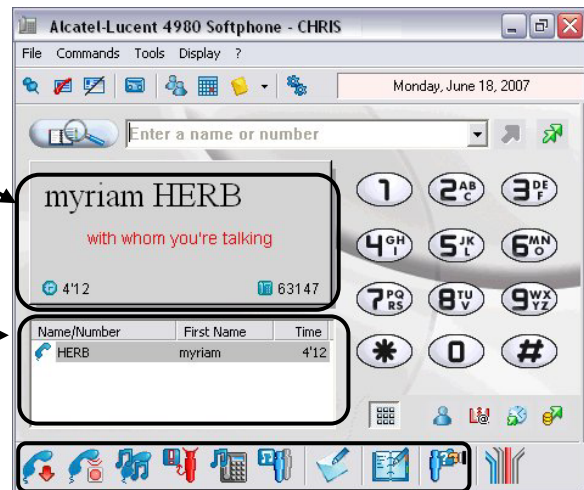 Alcatel-Lucent 4980 Softphone - CHRIS
File Commands Tools Display ?
Monday, June 18, 2007
Enter a name or number
myriam HERB
with whom you're talking
4'12 63147
1 2 AB C 3 DE F
4 GH I 5 JK L 6 MN O
7 PQ RS 8 TU V 9 WX YZ
* 0 #
Name/Number First Name Time
HERB myriam 4'12